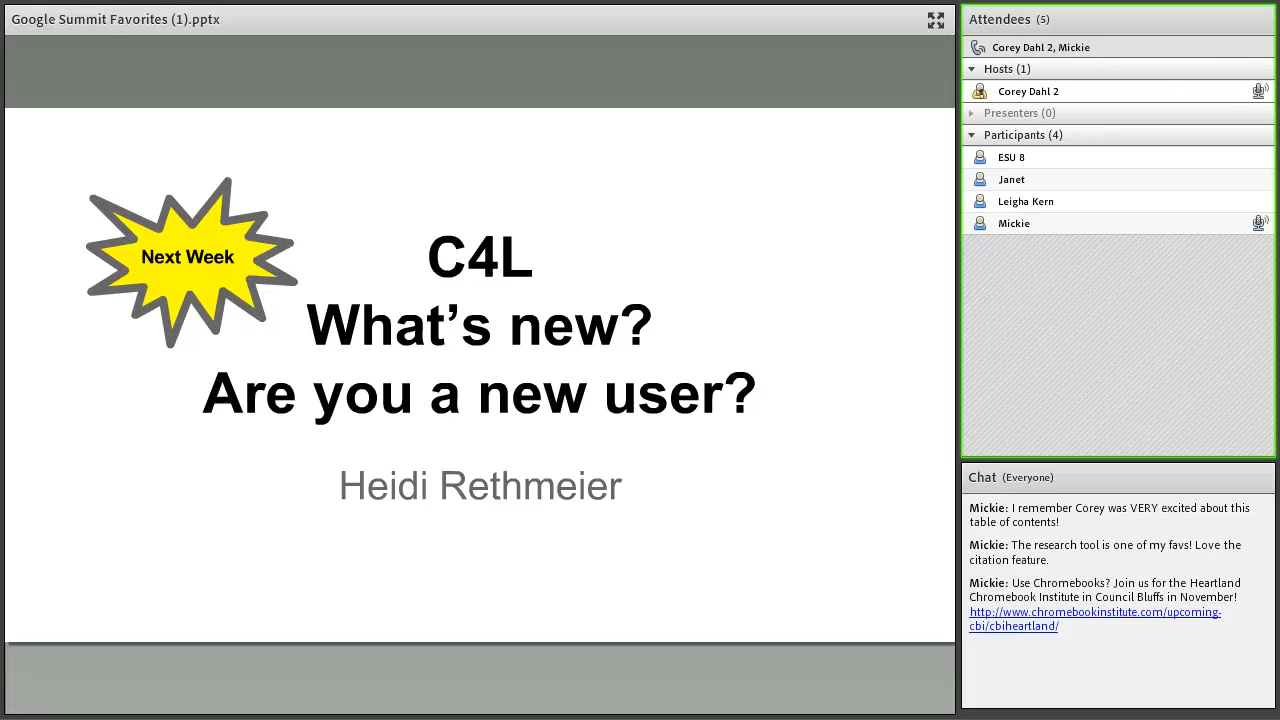 Google Summit Favorites (1).pptx
Next Week
C4L
What's new?
Are you a new user?
Heidi Rethmeier
Attendees (5)
Corey Dahl 2, Mickie
Hosts (1)
Corey Dahl 2
Presenters (0)
Participants (4)
ESU 8
Janet
Leigha Kern
Mickie
Chat (Everyone)
Mickie: I remember Corey was VERY excited about this
table of contents!
Mickie: The research tool is one of my favs! Love the
citation feature.
Mickie: Use Chromebooks? Join us for the Heartland
Chromebook Institute in Council Bluffs in November!
http://www.chromebookinstitute.com/upcoming-
cbi/cbiheartland/